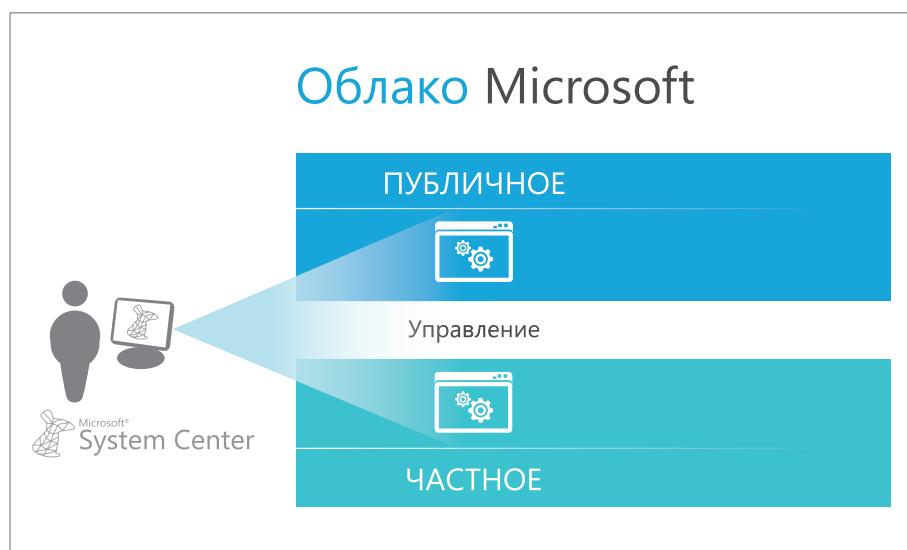 Облако Microsoft
ПУБЛИЧНОЕ
Управление
Microsoft®
System Center
ЧАСТНОЕ